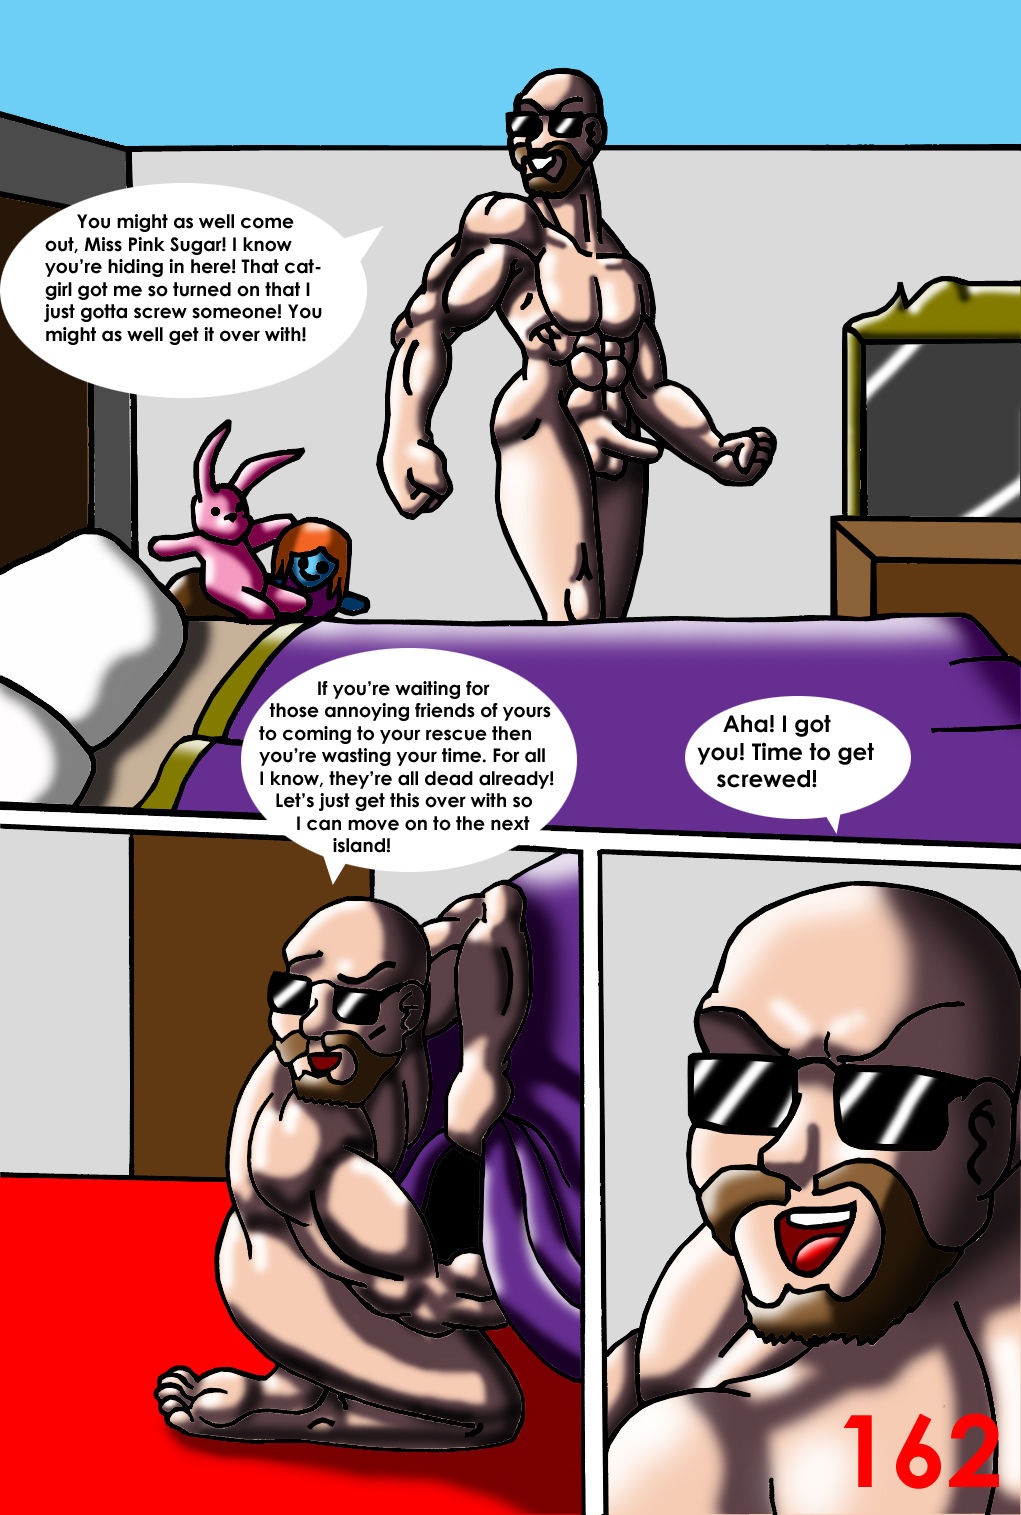 You might as well come
out, Miss Pink Sugar! I know
you're hiding in here! That cat-
girl got me so turned on that I
just gotta screw someone! You
might as well get it over with!
If you're waiting for
those annoying friends of yours
to coming to your rescue then
you're wasting your time. For all
I know, they're all dead already!
Let's just get this over with so
I can move on to the next
island!
Aha! I got
you! Time to get
screwed!
162